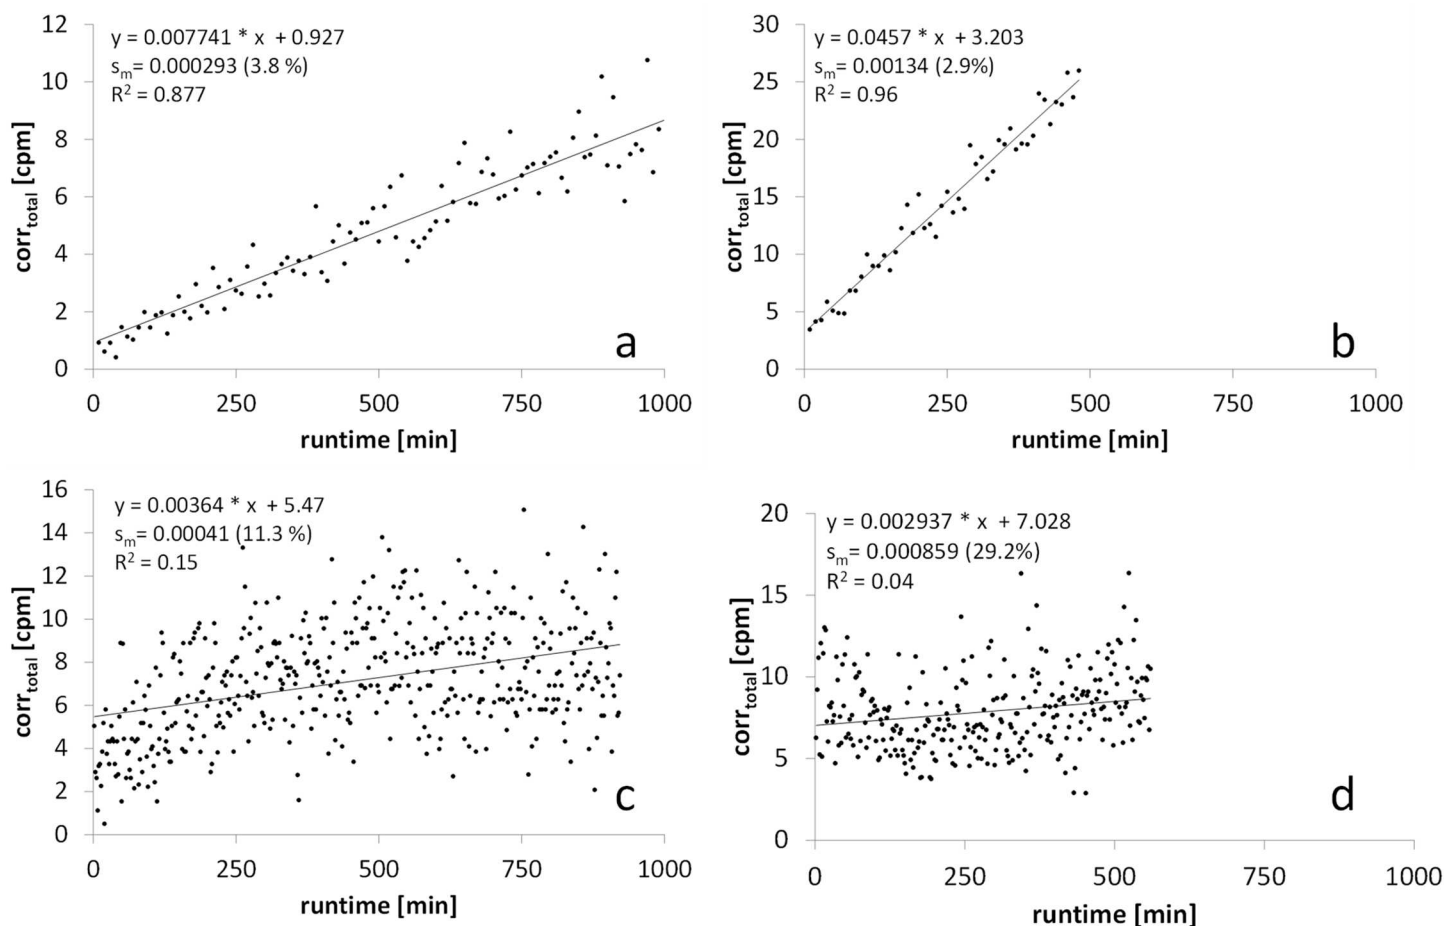 y = 0.007741 * x + 0.927
sm= 0.000293 (3.8 %)
R2 = 0.877
12
10
8
6
4
2
0
corrtotal [cpm]
a
0 250 500 750 1000
runtime [min]
y = 0.0457 * x + 3.203
sm= 0.00134 (2.9%)
R2 = 0.96
30
25
20
15
10
5
0
corrtotal [cpm]
b
0 250 500 750 1000
runtime [min]
y = 0.00364 * x + 5.47
sm= 0.00041 (11.3 %)
R2 = 0.15
16
14
12
10
8
6
4
2
0
corrtotal [cpm]
c
0 250 500 750 1000
runtime [min]
y = 0.002937 * x + 7.028
sm= 0.000859 (29.2%)
R2 = 0.04
20
15
10
5
0
corrtotal [cpm]
d
0 250 500 750 1000
runtime [min]